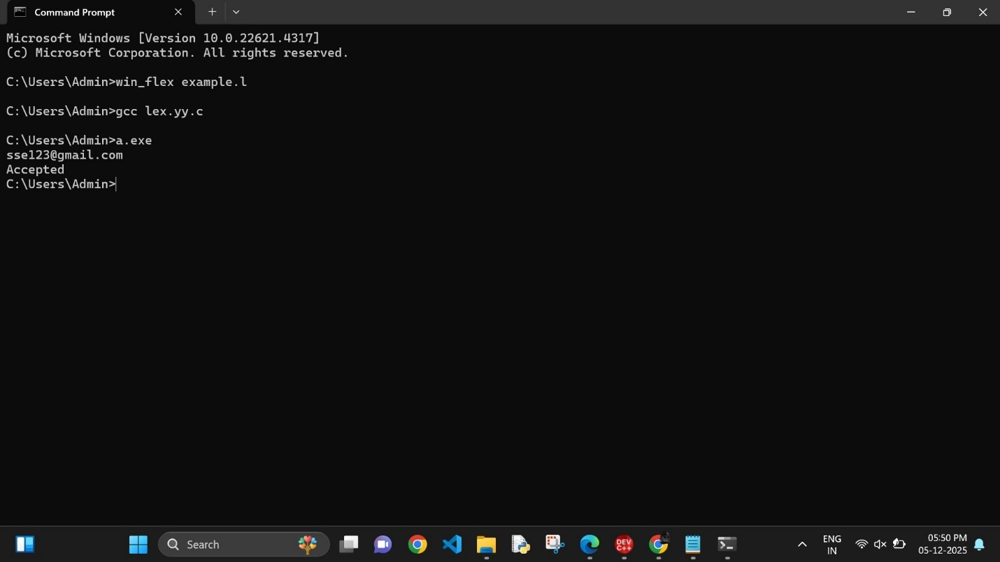 Command Prompt
Microsoft Windows [Version 10.0.22621.4317]
(c) Microsoft Corporation. All rights reserved.
C:\Users\Admin>win_flex example.l
C:\Users\Admin>gcc lex.yy.c
C:\Users\Admin>a.exe
sse123@gmail.com
Accepted
C:\Users\Admin>
Search
DEV
C++
ENG
IN
05:50 PM
05-12-2025